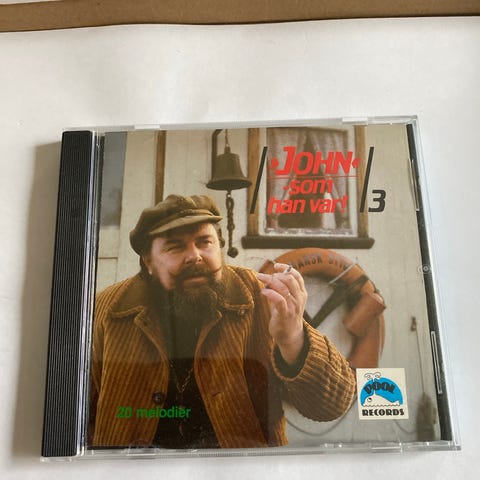 »JOHN«
som
han var!
3
20 melodier
POOL
RECORDS